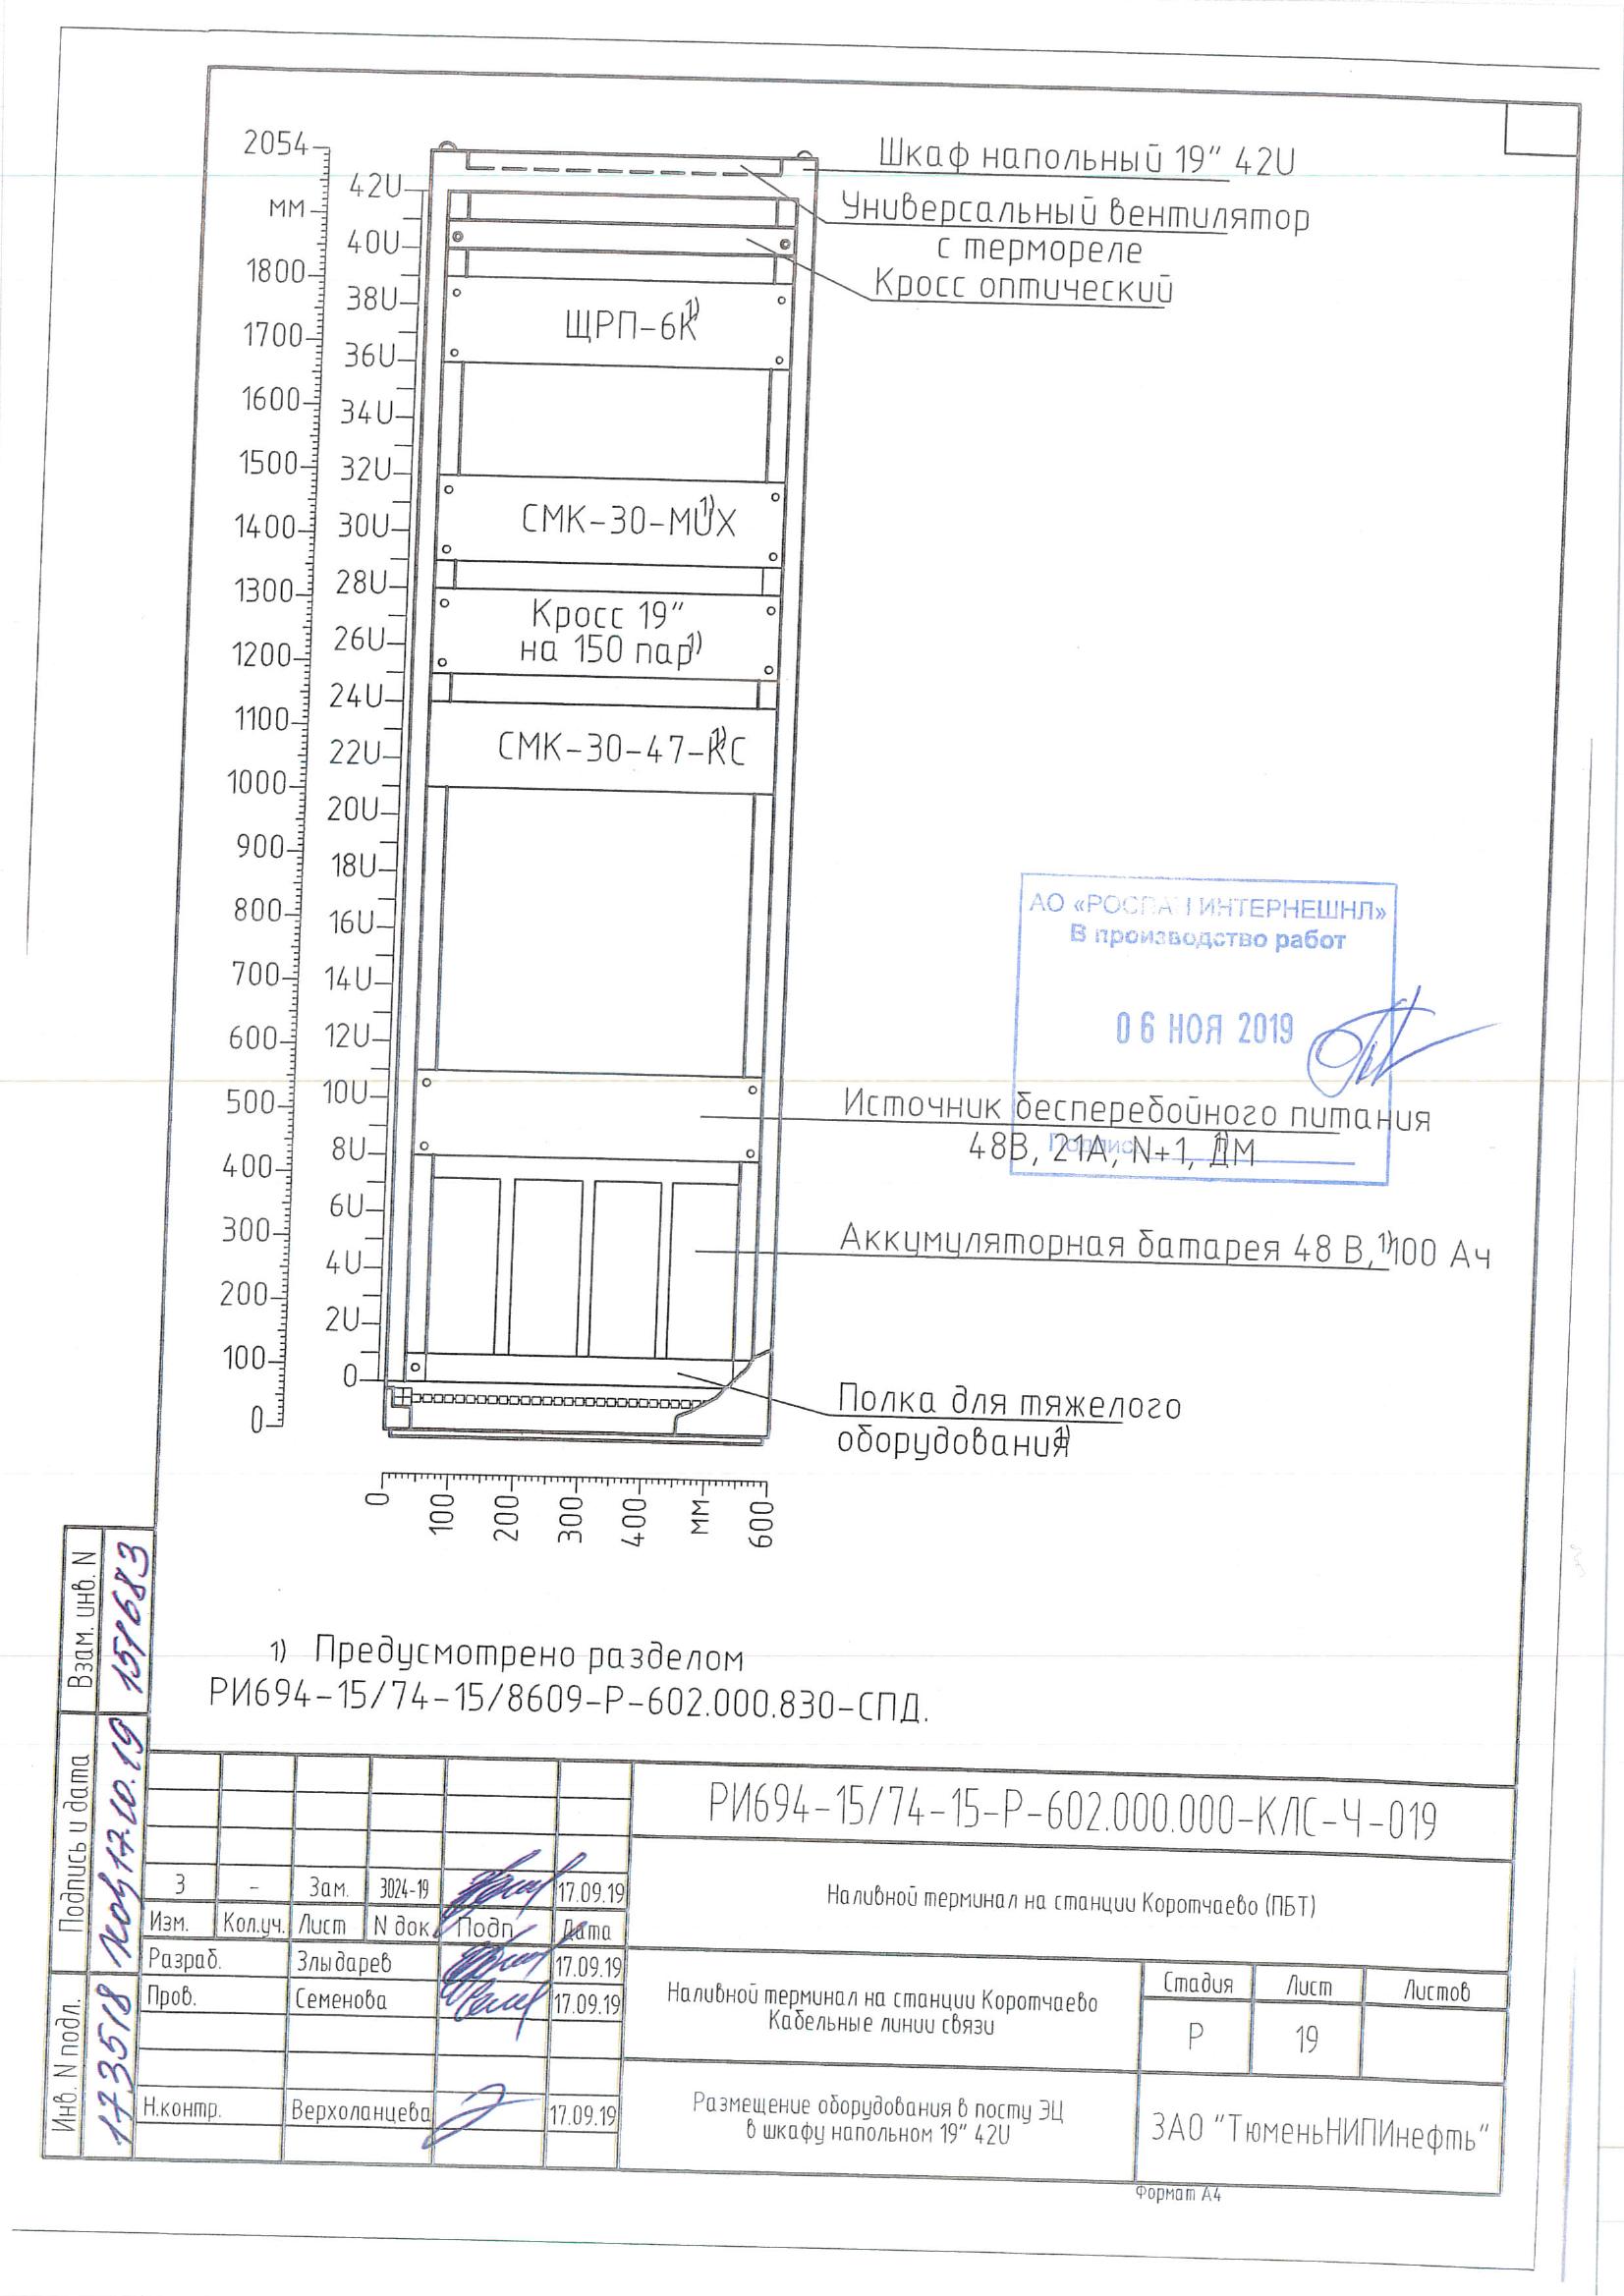 2054
мм
1800
1700
1600
1500
1400
1300
1200
1100
1000
900
800
700
600
500
400
300
200
100
0
42U
40U
38U
36U
34U
32U
30U
28U
26U
24U
22U
20U
18U
16U
14U
12U
10U
8U
6U
4U
2U
0
Шкаф напольный 19" 42U
Универсальный вентилятор
с термореле
Кросс оптический
ЩРП-6К 1)
СМК-30-MUX 1)
Кросс 19"
на 150 пар 1)
СМК-30-47-КС 1)
АО «РОСПАН ИНТЕРНЕШНЛ»
В производство работ
06 НОЯ 2019
Подпис
Источник бесперебойного питания
48В, 21А, N+1, ДМ 1)
Аккумуляторная батарея 48 В, 100 Ач 1)
Полка для тяжелого
оборудования 1)
0 100 200 300 400 мм 600
1) Предусмотрено разделом
РИ694-15/74-15/8609-Р-602.000.830-СПД.
Взам. инв. N 151683
Подпись и дата 17.10.19
Инв. N подл. 173518
РИ694-15/74-15-Р-602.000.000-КЛС-Ч-019
3 - Зам. 3024-19 17.09.19
Изм. Кол.уч. Лист N док. Подп. Дата
Наливной терминал на станции Коротчаево (ПБТ)
Разраб. Злыдарев 17.09.19
Пров. Семенова 17.09.19
Н.контр. Верхоланцева 17.09.19
Наливной терминал на станции Коротчаево
Кабельные линии связи
Стадия Лист Листов
Р 19
Размещение оборудования в посту ЭЦ
в шкафу напольном 19" 42U
ЗАО "ТюменьНИПИнефть"
Формат А4